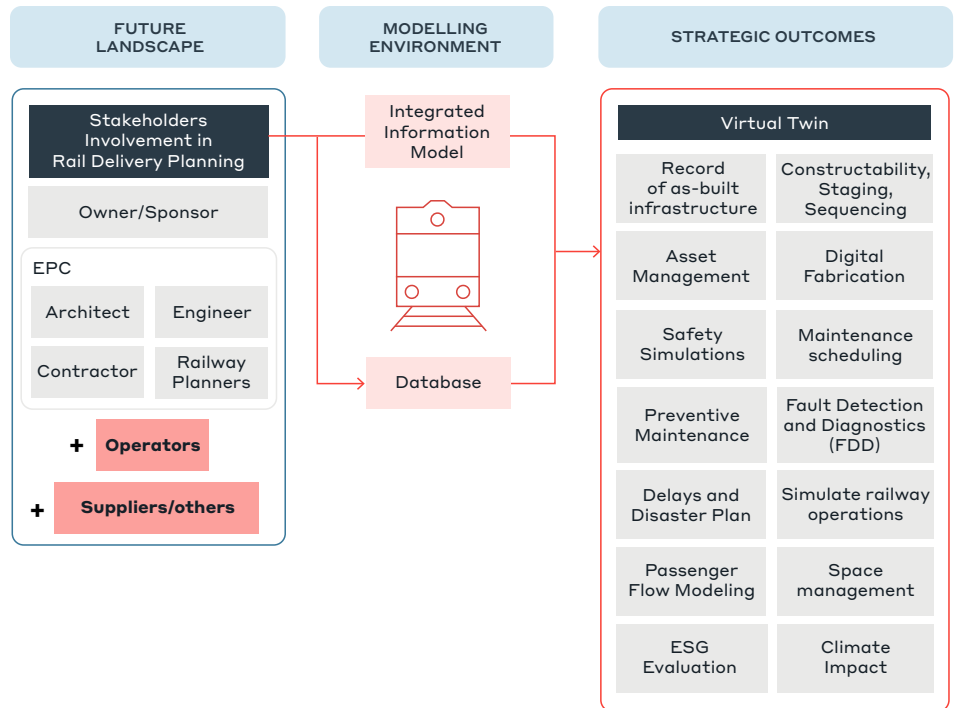 FUTURE
LANDSCAPE
MODELLING
ENVIRONMENT
STRATEGIC OUTCOMES
Stakeholders
Involvement in
Rail Delivery Planning
Owner/Sponsor
EPC
Architect
Engineer
Contractor
Railway
Planners
+ Operators
+ Suppliers/others
Integrated
Information
Model
Database
Virtual Twin
Record
of as-built
infrastructure
Constructability,
Staging,
Sequencing
Asset
Management
Digital
Fabrication
Safety
Simulations
Maintenance
scheduling
Preventive
Maintenance
Fault Detection
and Diagnostics
(FDD)
Delays and
Disaster Plan
Simulate railway
operations
Passenger
Flow Modeling
Space
management
ESG
Evaluation
Climate
Impact